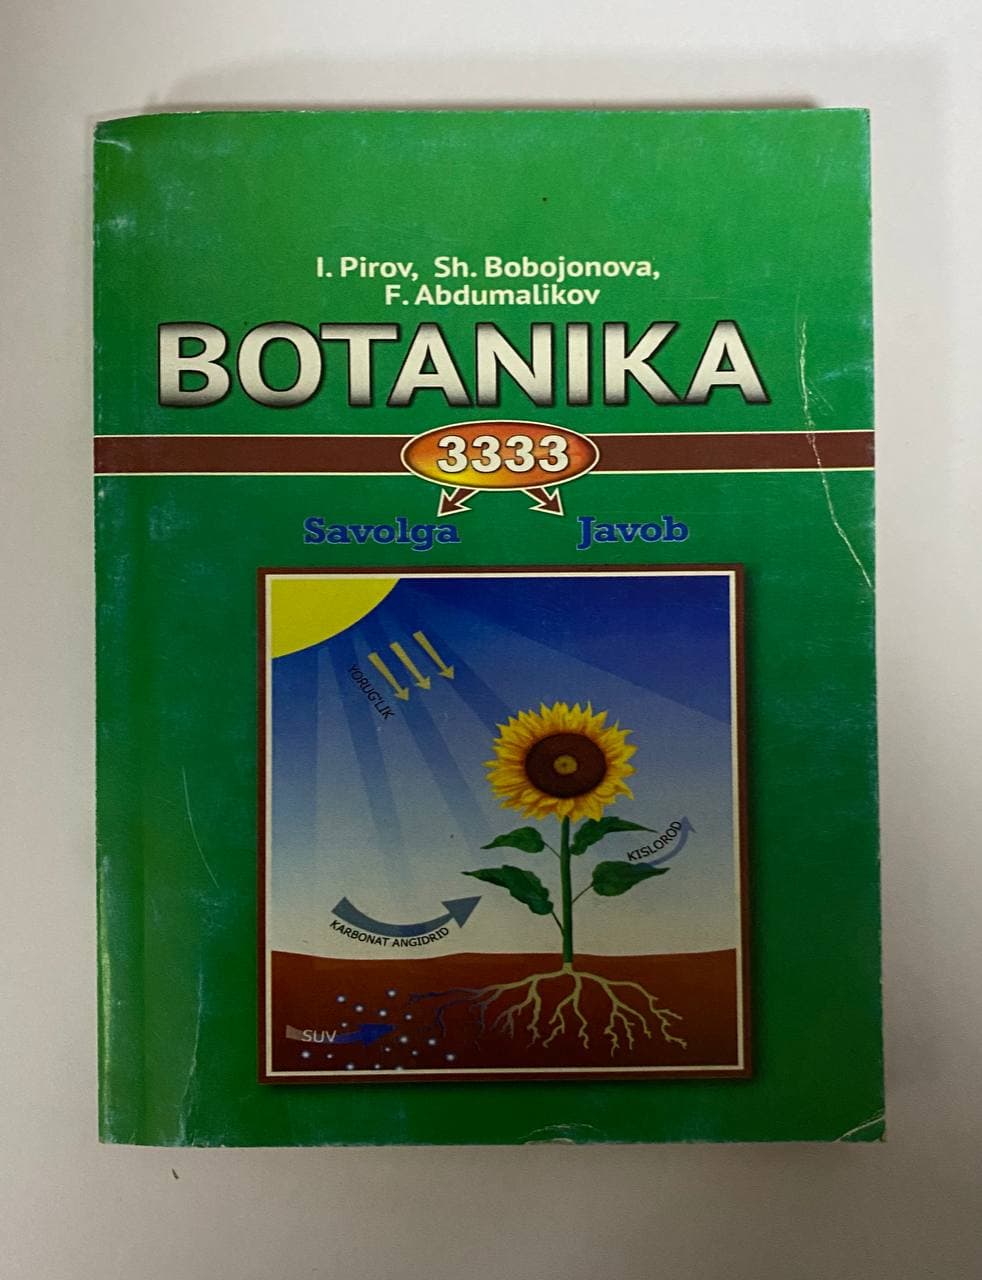 I. Pirov, Sh. Bobojonova,
F. Abdumalikov
BOTANIKA
3333
Savolga Javob
YORUG'LIK
KISLOROD
KARBONAT ANGIDRID
SUV